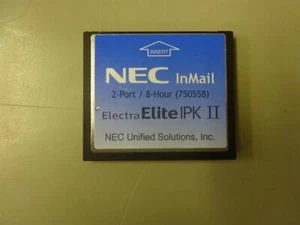 INSERT
NEC InMail
2-Port / 8-Hour (750558)
Electra Elite IPK II
NEC Unified Solutions, Inc.